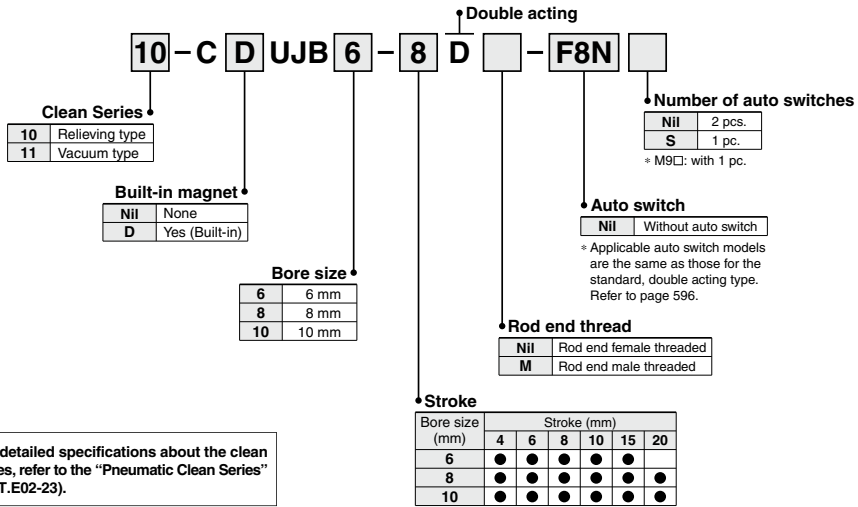 Double acting
10 – C D UJB 6 – 8 D – F8N
Clean Series
10 Relieving type
11 Vacuum type
Built-in magnet
Nil None
D Yes (Built-in)
Bore size
6 6 mm
8 8 mm
10 10 mm
Number of auto switches
Nil 2 pcs.
S 1 pc.
* M9□: with 1 pc.
Auto switch
Nil Without auto switch
* Applicable auto switch models
are the same as those for the
standard, double acting type.
Refer to page 596.
Rod end thread
Nil Rod end female threaded
M Rod end male threaded
Stroke
Bore size
(mm)
Stroke (mm)
4 6 8 10 15 20
6 ● ● ● ● ●
8 ● ● ● ● ● ●
10 ● ● ● ● ● ●
detailed specifications about the clean
es, refer to the “Pneumatic Clean Series”
T.E02-23).